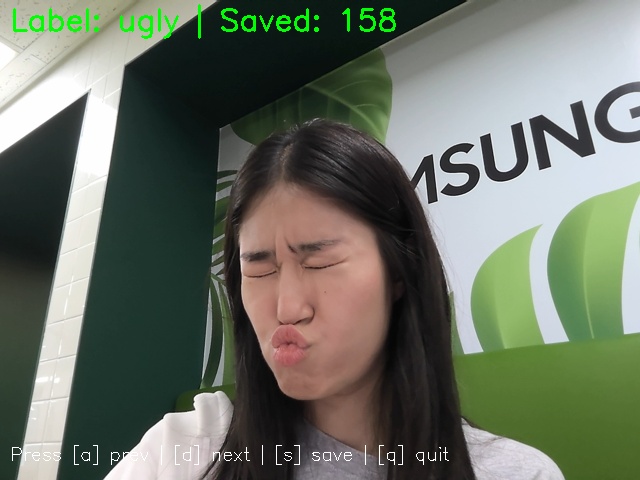 Label: ugly | Saved: 158
MSUNG
Press [a] prev | [d] next | [s] save | [q] quit